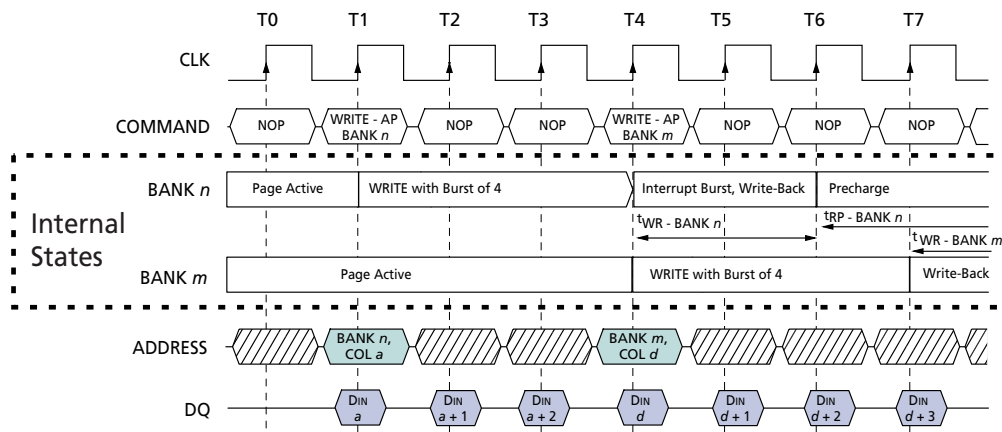 T0 T1 T2 T3 T4 T5 T6 T7
CLK
COMMAND NOP WRITE - AP BANK n NOP NOP WRITE - AP BANK m NOP NOP NOP
Internal States
BANK n Page Active WRITE with Burst of 4 Interrupt Burst, Write-Back Precharge
tWR - BANK n tRP - BANK n
tWR - BANK m
BANK m Page Active WRITE with Burst of 4 Write-Back
ADDRESS BANK n, COL a BANK m, COL d
DQ DIN a DIN a + 1 DIN a + 2 DIN d DIN d + 1 DIN d + 2 DIN d + 3